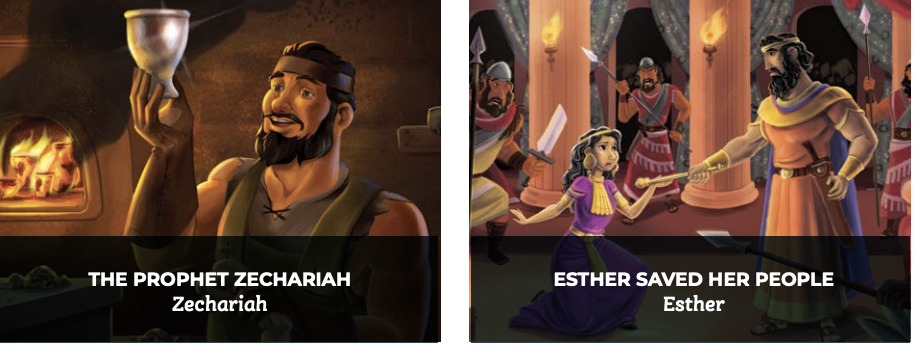 THE PROPHET ZECHARIAH
Zechariah
ESTHER SAVED HER PEOPLE
Esther